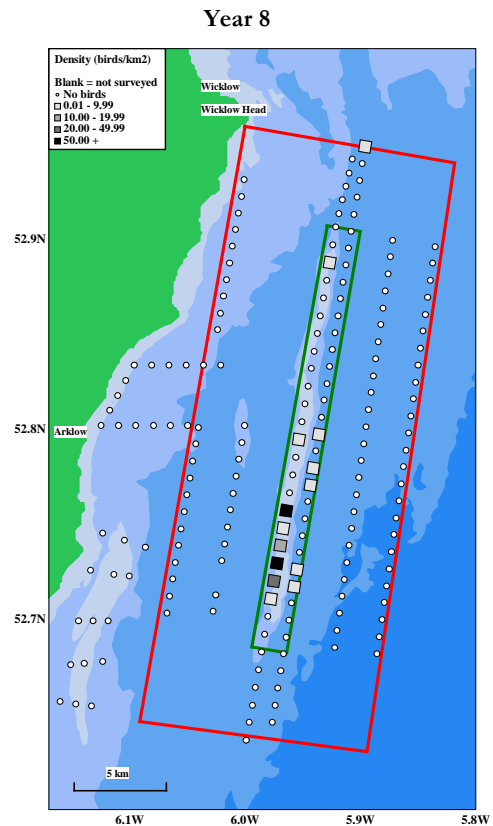 Year 8
Density (birds/km2)
Blank = not surveyed
No birds
0.01 - 9.99
10.00 - 19.99
20.00 - 49.99
50.00 +
Wicklow
Wicklow Head
52.9N
52.8N
Arklow
52.7N
5 km
6.1W
6.0W
5.9W
5.8W